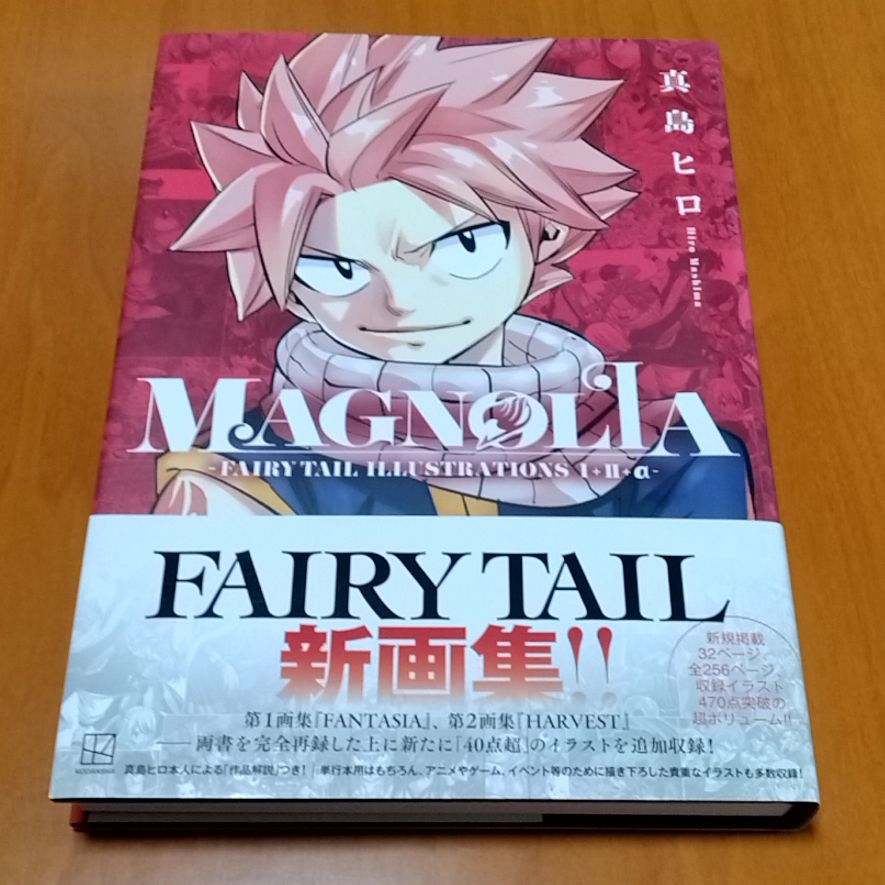 真島ヒロ
Hiro Mashima
MAGNOLIA
-FAIRY TAIL ILLUSTRATIONS I+II+α-
FAIRY TAIL
新画集!!
新規掲載
32ページ、
全256ページ、
収録イラスト
470点突破の
超ボリューム!!
第1画集『FANTASIA』、第2画集『HARVEST』
──両書を完全再録した上に新たに「40点超」のイラストを追加収録!
KODANSHA
真島ヒロ本人による「作品解説」つき!
単行本用はもちろん、アニメやゲーム、イベント等のために描き下ろした貴重なイラストも多数収録!